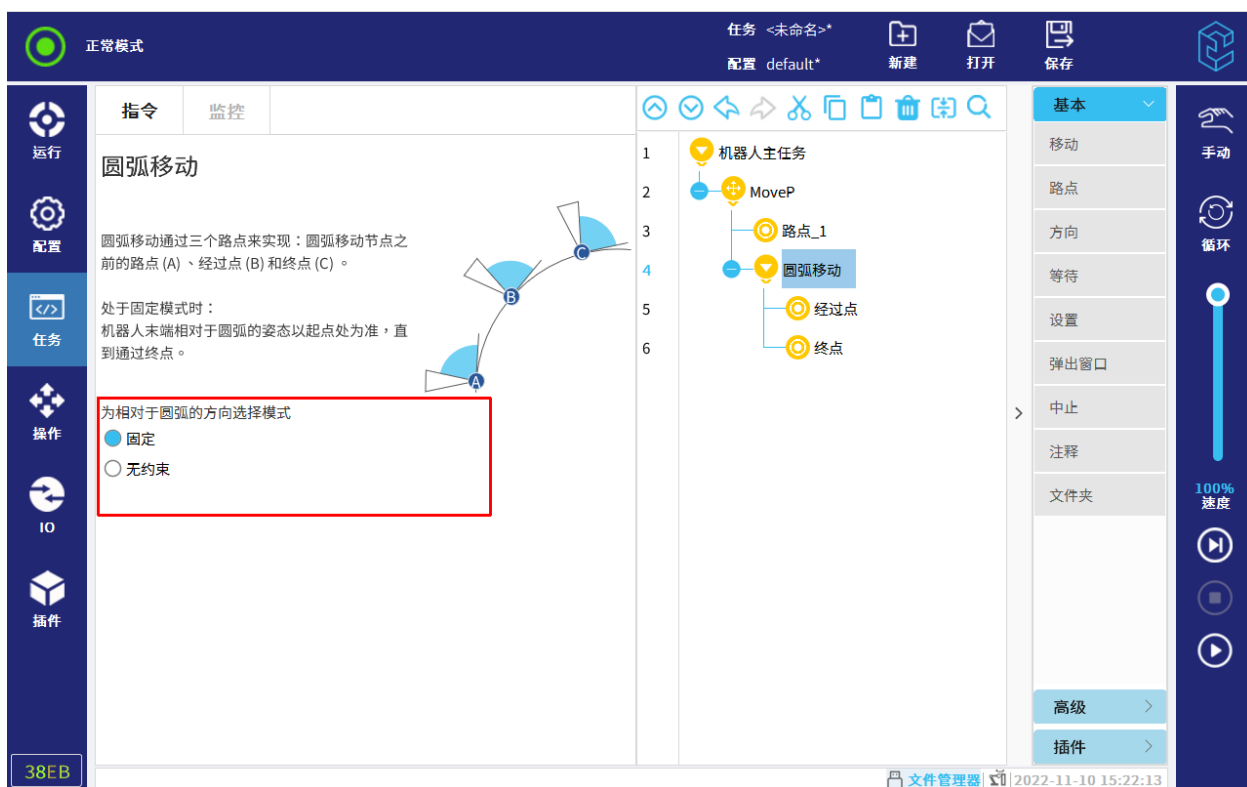 正常模式
任务 <未命名>*
配置 default*
新建
打开
保存
运行
配置
任务
操作
IO
插件
38EB
指令
监控
圆弧移动
圆弧移动通过三个路点来实现：圆弧移动节点之
前的路点 (A) 、经过点 (B) 和终点 (C) 。
处于固定模式时：
机器人末端相对于圆弧的姿态以起点处为准，直
到通过终点。
C
B
A
为相对于圆弧的方向选择模式
固定
无约束
1 机器人主任务
2 MoveP
3 路点_1
4 圆弧移动
5 经过点
6 终点
基本
移动
路点
方向
等待
设置
弹出窗口
中止
注释
文件夹
高级
插件
手动
循环
100%
速度
文件管理器
2022-11-10 15:22:13